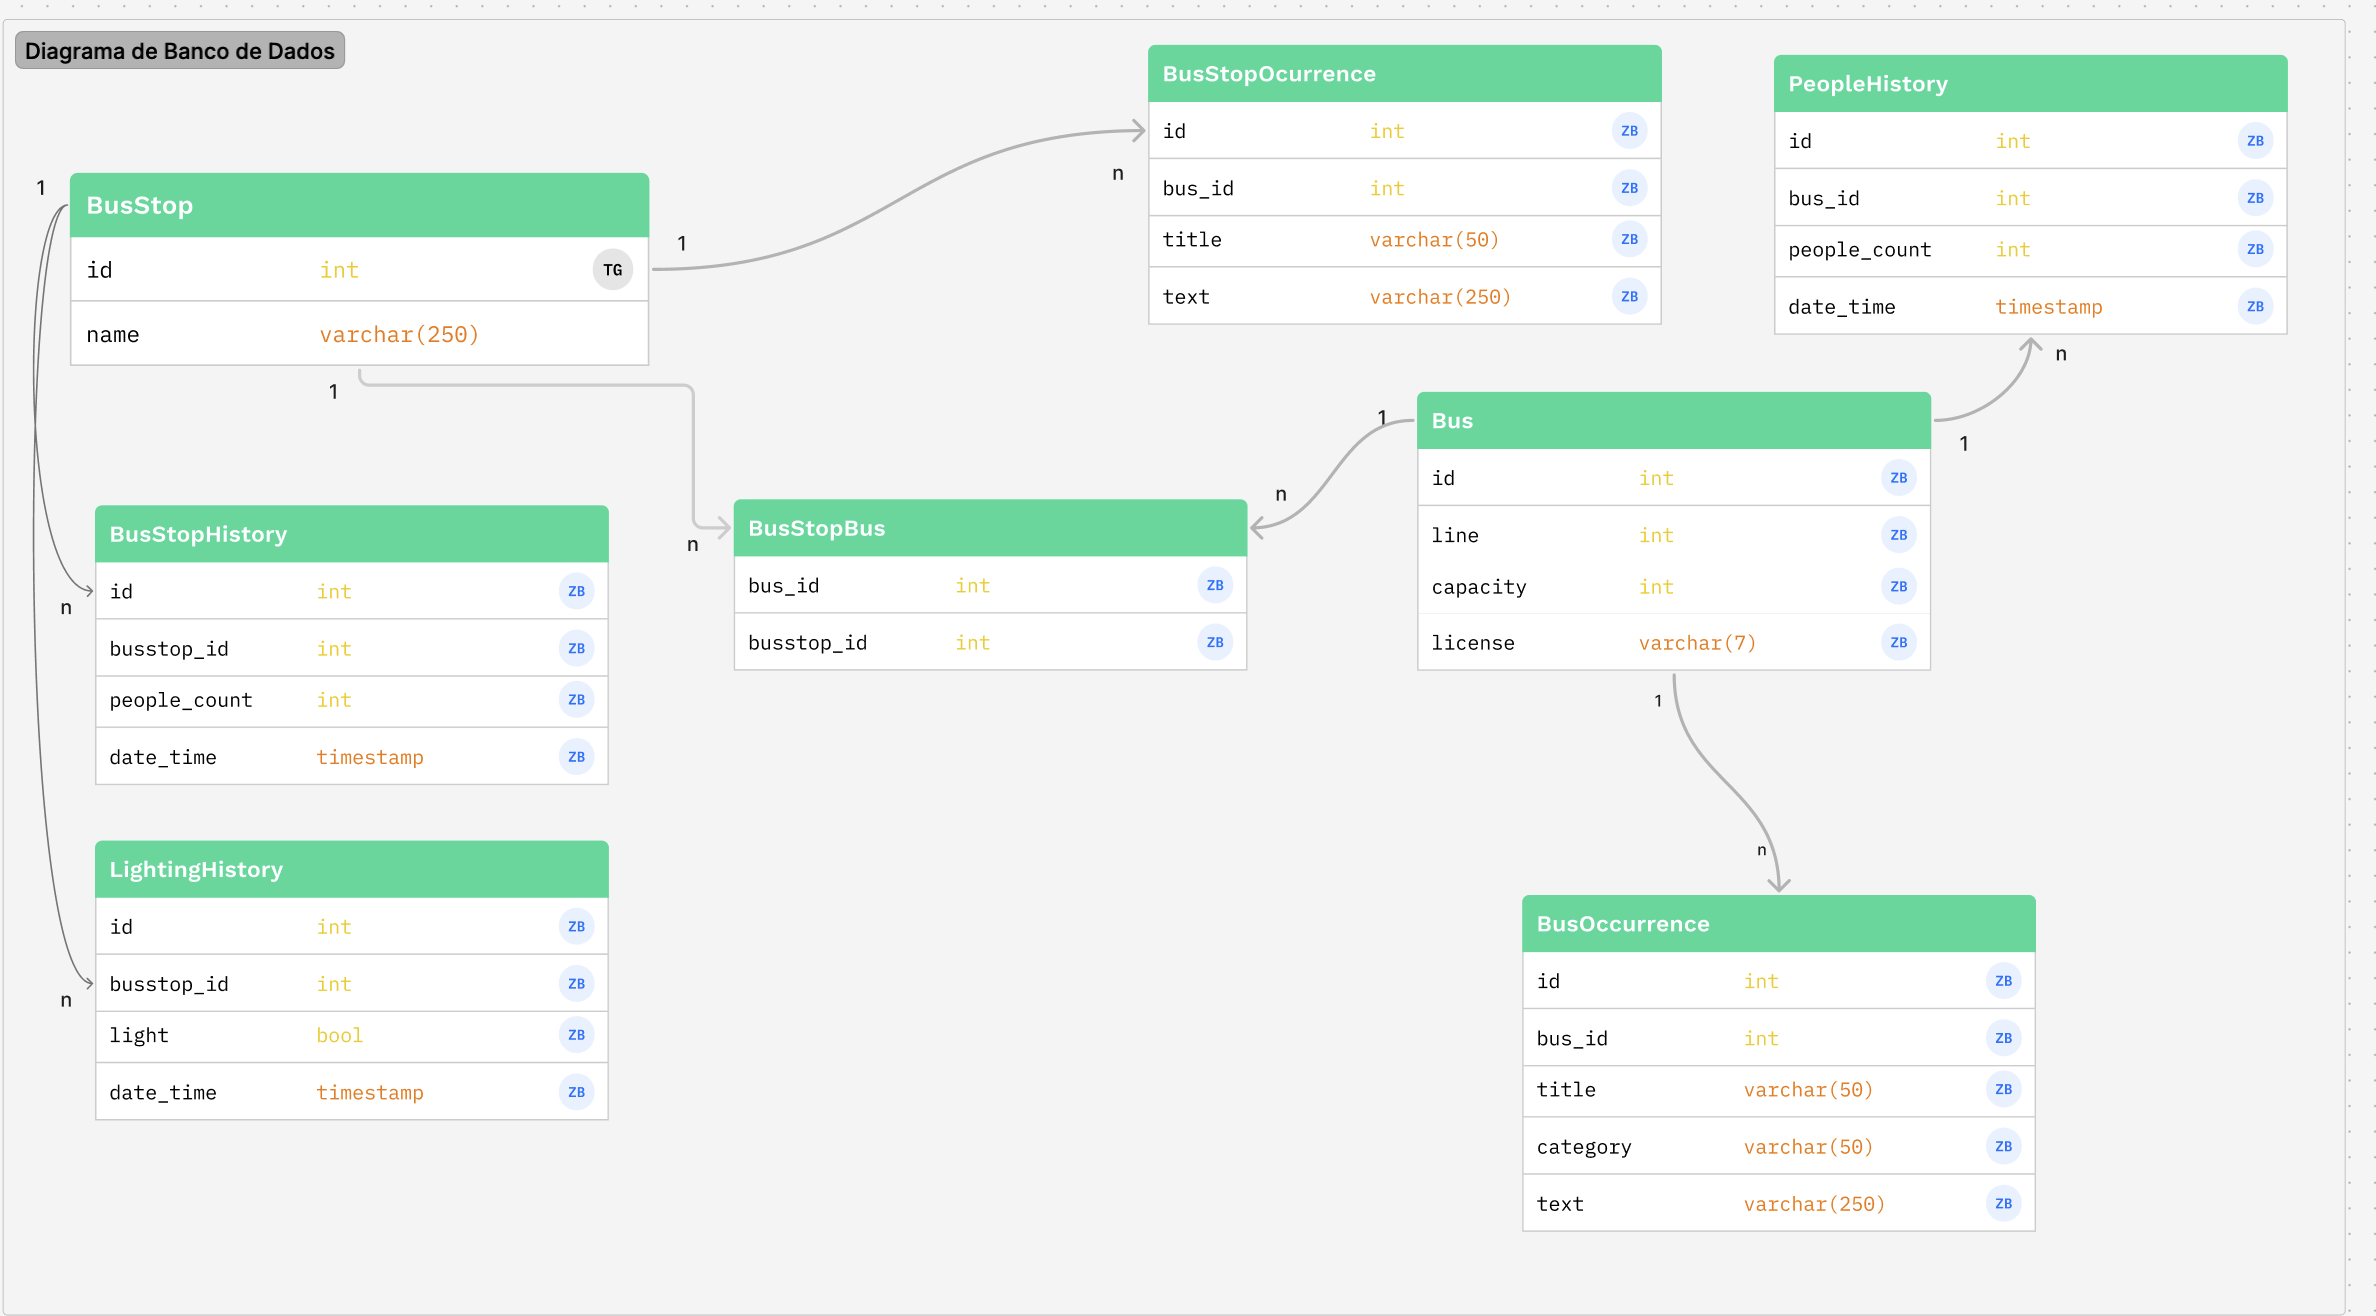 Diagrama de Banco de Dados
BusStop
id int TG
name varchar(250)
1
1
1
n
BusStopOcurrence
id int ZB
bus_id int ZB
title varchar(50) ZB
text varchar(250) ZB
PeopleHistory
id int ZB
bus_id int ZB
people_count int ZB
date_time timestamp ZB
n
1
Bus
id int ZB
line int ZB
capacity int ZB
license varchar(7) ZB
1
n
BusStopBus
bus_id int ZB
busstop_id int ZB
n
BusStopHistory
id int ZB
busstop_id int ZB
people_count int ZB
date_time timestamp ZB
n
LightingHistory
id int ZB
busstop_id int ZB
light bool ZB
date_time timestamp ZB
n
1
n
BusOccurrence
id int ZB
bus_id int ZB
title varchar(50) ZB
category varchar(50) ZB
text varchar(250) ZB